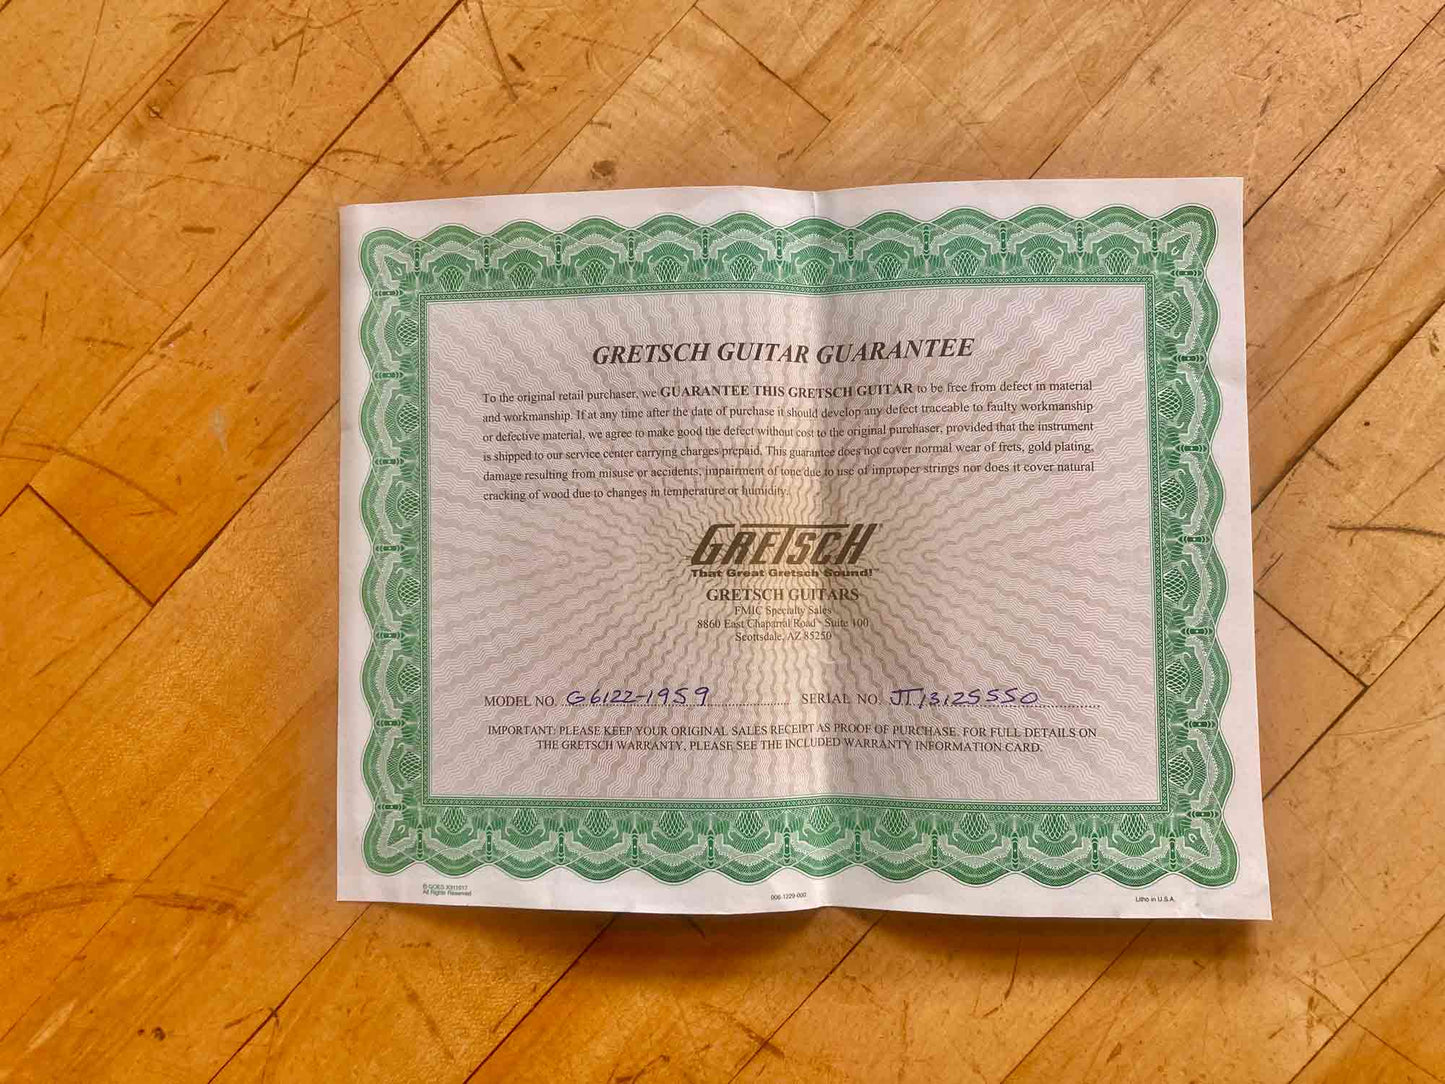 GRETSCH GUITAR GUARANTEE
To the original retail purchaser, we GUARANTEE THIS GRETSCH GUITAR to be free from defect in material
and workmanship. If at any time after the date of purchase it should develop any defect traceable to faulty workmanship
or defective material, we agree to make good the defect without cost to the original purchaser, provided that the instrument
is shipped to our service center carrying charges prepaid. This guarantee does not cover normal wear of frets, gold plating,
damage resulting from misuse or accidents, impairment of tone due to use of improper strings nor does it cover natural
cracking of wood due to changes in temperature or humidity.
GRETSCH®
That Great Gretsch Sound!™
GRETSCH GUITARS
FMIC Specialty Sales
8860 East Chaparral Road - Suite 100
Scottsdale, AZ 85250
MODEL NO. G6122-1959 SERIAL NO. JT13125550
IMPORTANT: PLEASE KEEP YOUR ORIGINAL SALES RECEIPT AS PROOF OF PURCHASE. FOR FULL DETAILS ON
THE GRETSCH WARRANTY, PLEASE SEE THE INCLUDED WARRANTY INFORMATION CARD.
GOES
All Rights Reserved
006-1229-000
Litho in U.S.A.